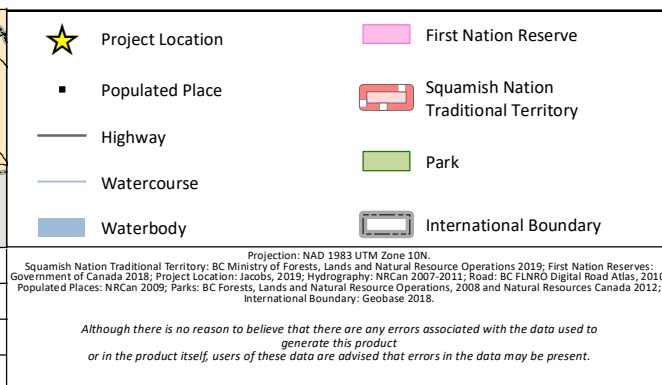 Project Location
Populated Place
Highway
Watercourse
Waterbody
First Nation Reserve
Squamish Nation
Traditional Territory
Park
International Boundary
Projection: NAD 1983 UTM Zone 10N.
Squamish Nation Traditional Territory: BC Ministry of Forests, Lands and Natural Resource Operations 2019; First Nation Reserves:
Government of Canada 2018; Project Location: Jacobs, 2019; Hydrography: NRCan 2007-2011; Road: BC FLNRO Digital Road Atlas, 2010
Populated Places: NRCan 2009; Parks: BC Forests, Lands and Natural Resource Operations, 2008 and Natural Resources Canada 2012;
International Boundary: Geobase 2018.
Although there is no reason to believe that there are any errors associated with the data used to
generate this product
or in the product itself, users of these data are advised that errors in the data may be present.